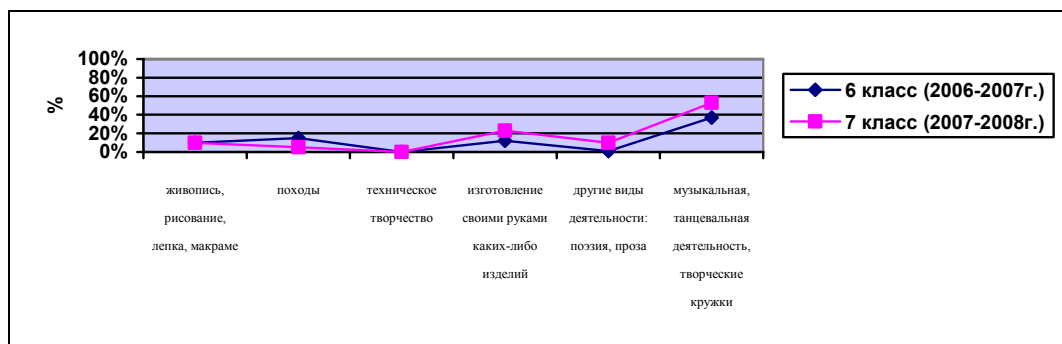 100%
80%
60%
40%
20%
0%
%
6 класс (2006-2007г.)
7 класс (2007-2008г.)
живопись,
рисование,
лепка, макраме
походы
техническое
творчество
изготовление
своими руками
каких-либо
изделий
другие виды
деятельности:
поэзия, проза
музыкальная,
танцевальная
деятельность,
творческие
кружки